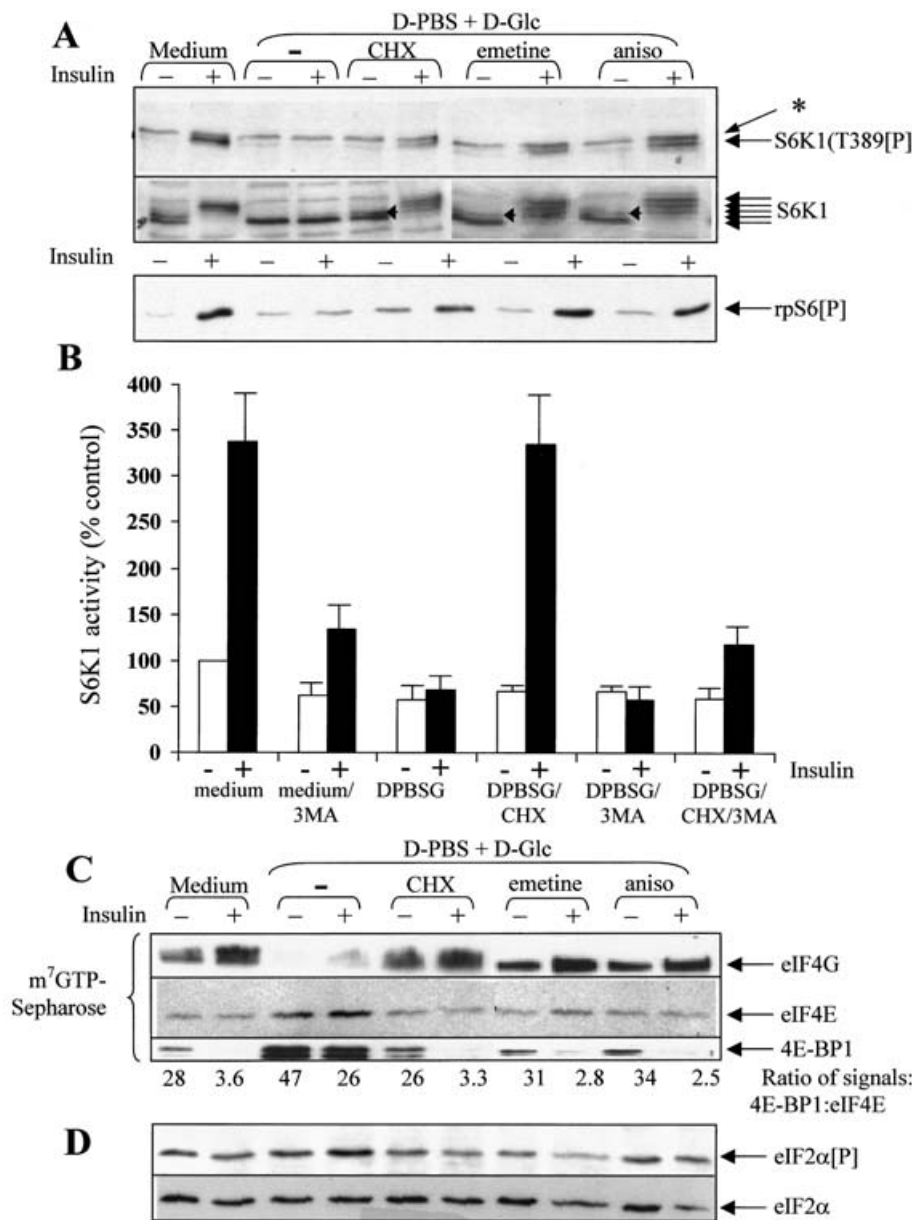 A
D-PBS + D-Glc
Medium - CHX emetine aniso
Insulin - + - + - + - + - +
*
S6K1(T389[P]
S6K1
Insulin - + - + - + - + - +
rpS6[P]
B
S6K1 activity (% control)
400
350
300
250
200
150
100
50
0
- + - + - + - + - + - + Insulin
medium medium/3MA DPBSG DPBSG/CHX DPBSG/3MA DPBSG/CHX/3MA
C
D-PBS + D-Glc
Medium - CHX emetine aniso
Insulin - + - + - + - + - +
m⁷GTP-
Sepharose
eIF4G
eIF4E
4E-BP1
28 3.6 47 26 26 3.3 31 2.8 34 2.5 Ratio of signals:
4E-BP1:eIF4E
D
eIF2α[P]
eIF2α